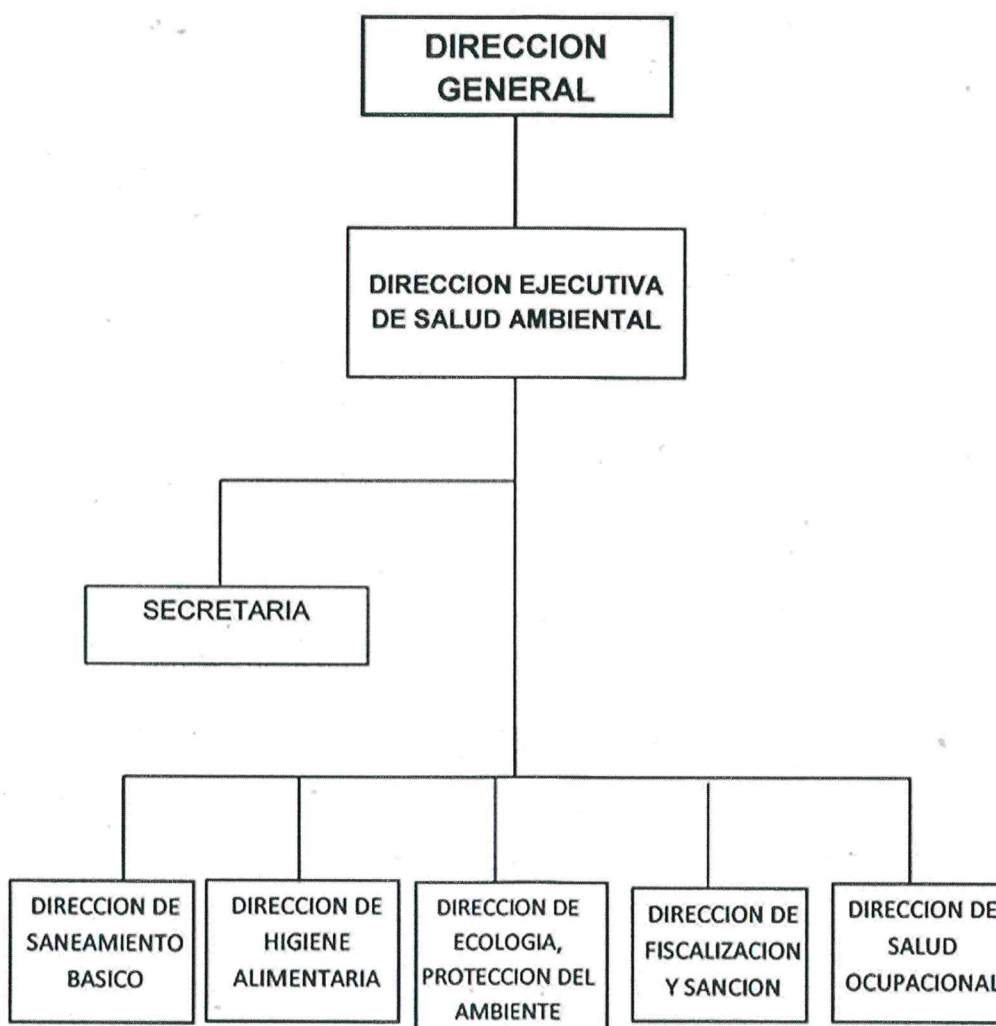 DIRECCION
GENERAL
DIRECCION EJECUTIVA
DE SALUD AMBIENTAL
SECRETARIA
DIRECCION DE
SANEAMIENTO
BASICO
DIRECCION DE
HIGIENE
ALIMENTARIA
DIRECCION DE
ECOLOGIA,
PROTECCION DEL
AMBIENTE
DIRECCION DE
FISCALIZACION
Y SANCION
DIRECCION DE
SALUD
OCUPACIONAL